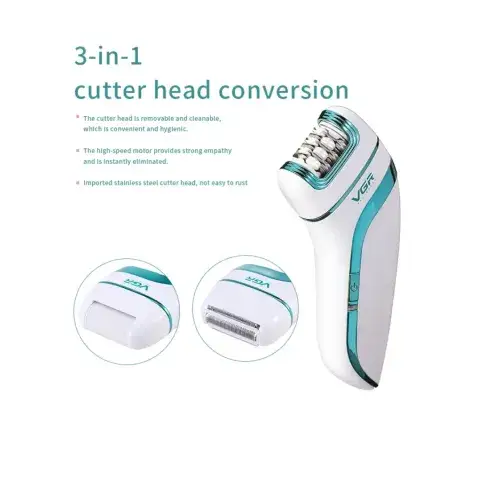 3-in-1
cutter head conversion
* The cutter head is removable and cleanable,
which is convenient and hygienic.
* The high-speed motor provides strong empathy
and is instantly eliminated.
* Imported stainless steel cutter head, not easy to rust
VGR
VGR
VGR